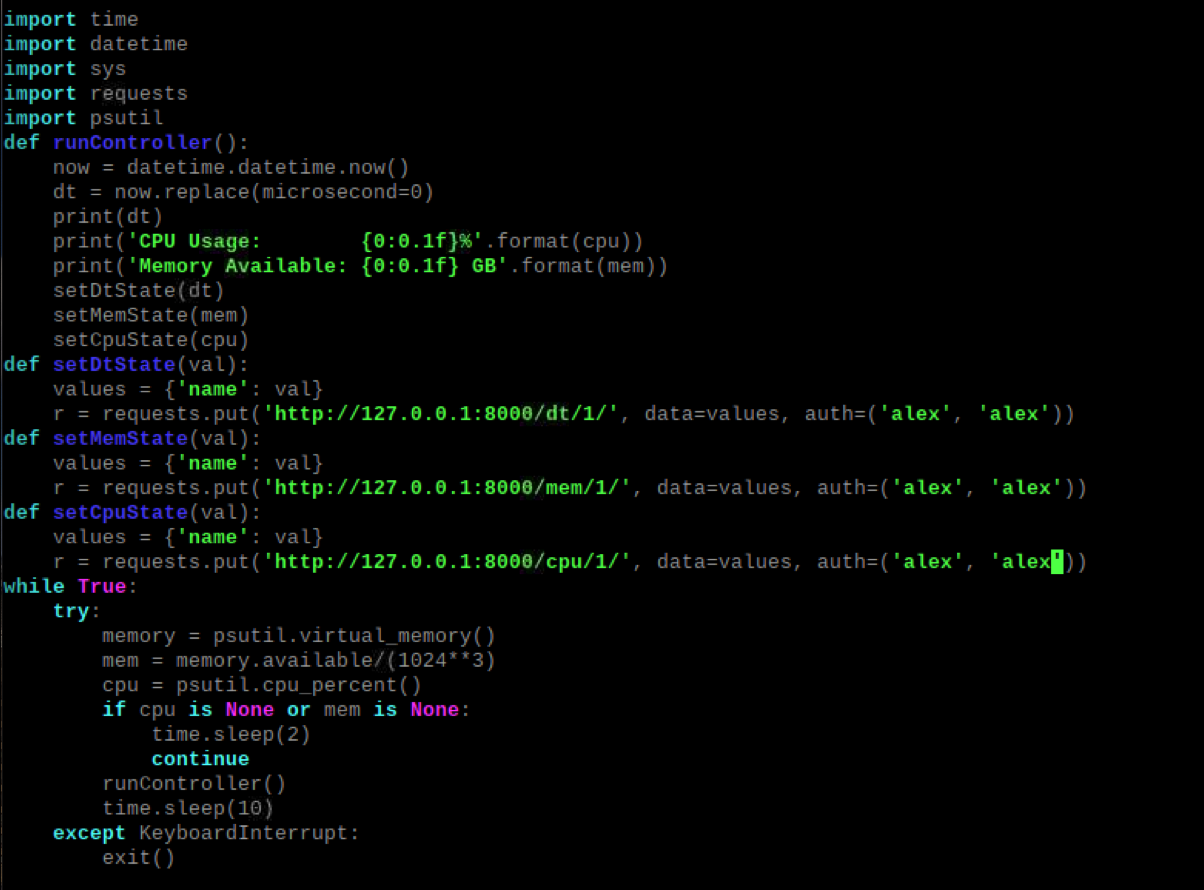 import time
import datetime
import sys
import requests
import psutil
def runController():
    now = datetime.datetime.now()
    dt = now.replace(microsecond=0)
    print(dt)
    print('CPU Usage:        {0:0.1f}%'.format(cpu))
    print('Memory Available: {0:0.1f} GB'.format(mem))
    setDtState(dt)
    setMemState(mem)
    setCpuState(cpu)
def setDtState(val):
    values = {'name': val}
    r = requests.put('http://127.0.0.1:8000/dt/1/', data=values, auth=('alex', 'alex'))
def setMemState(val):
    values = {'name': val}
    r = requests.put('http://127.0.0.1:8000/mem/1/', data=values, auth=('alex', 'alex'))
def setCpuState(val):
    values = {'name': val}
    r = requests.put('http://127.0.0.1:8000/cpu/1/', data=values, auth=('alex', 'alex'))
while True:
    try:
        memory = psutil.virtual_memory()
        mem = memory.available/(1024**3)
        cpu = psutil.cpu_percent()
        if cpu is None or mem is None:
            time.sleep(2)
            continue
        runController()
        time.sleep(10)
    except KeyboardInterrupt:
        exit()